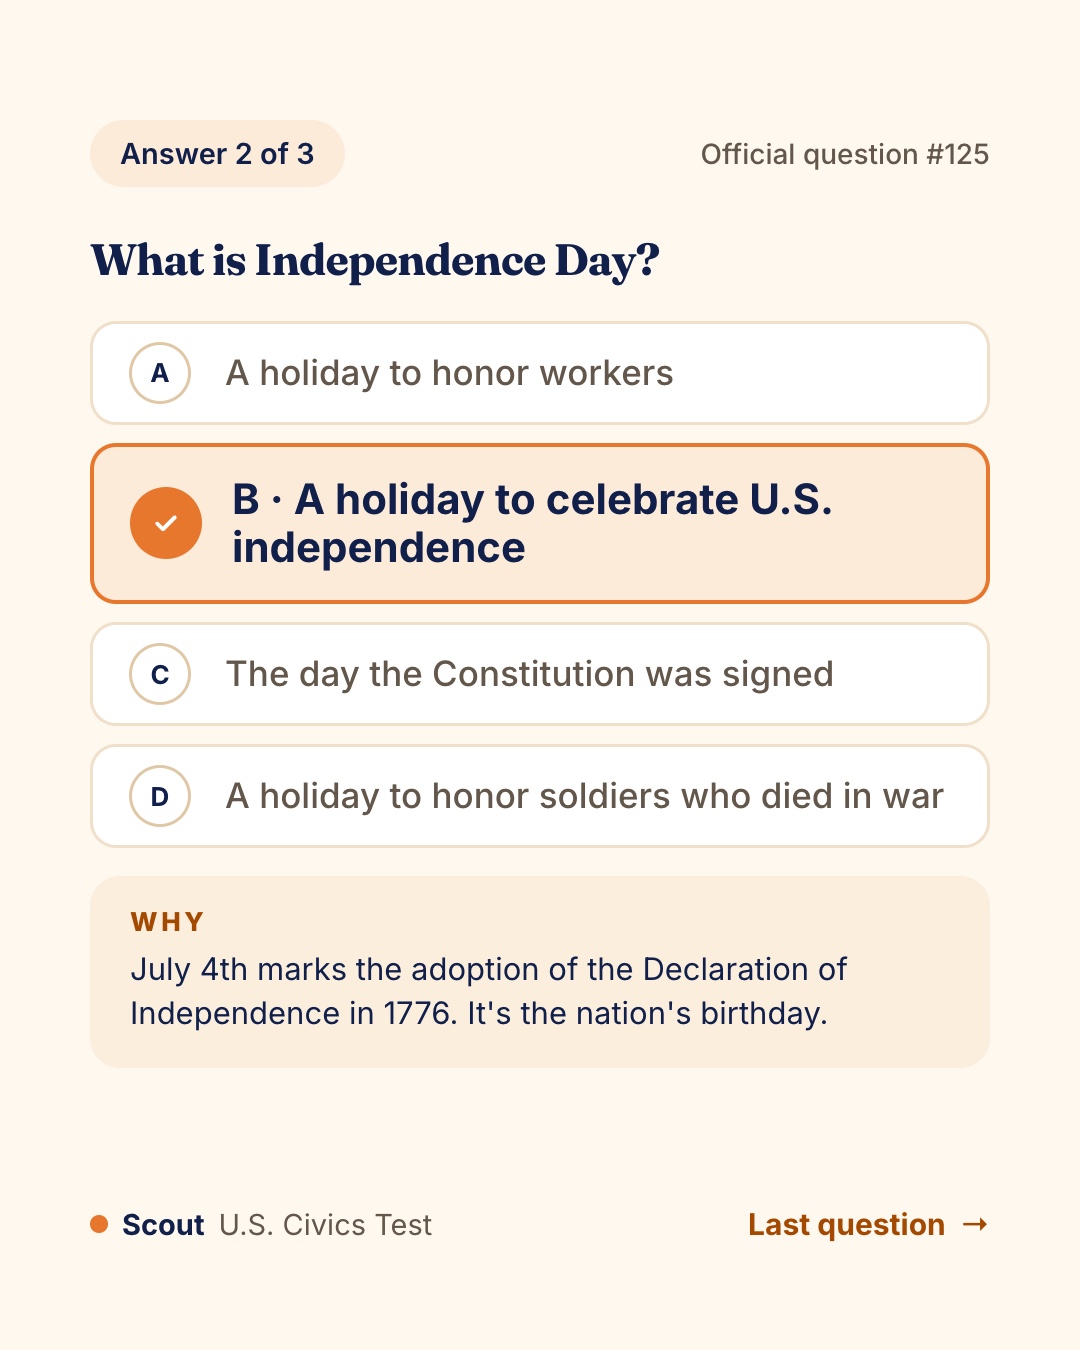 Answer 2 of 3
Official question #125
What is Independence Day?
A A holiday to honor workers
B · A holiday to celebrate U.S.
independence
C The day the Constitution was signed
D A holiday to honor soldiers who died in war
WHY
July 4th marks the adoption of the Declaration of
Independence in 1776. It's the nation's birthday.
Scout U.S. Civics Test
Last question →